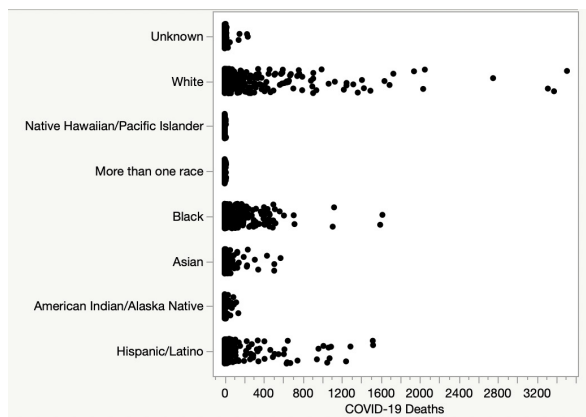 Unknown
White
Native Hawaiian/Pacific Islander
More than one race
Black
Asian
American Indian/Alaska Native
Hispanic/Latino
0 400 800 1200 1600 2000 2400 2800 3200
COVID-19 Deaths